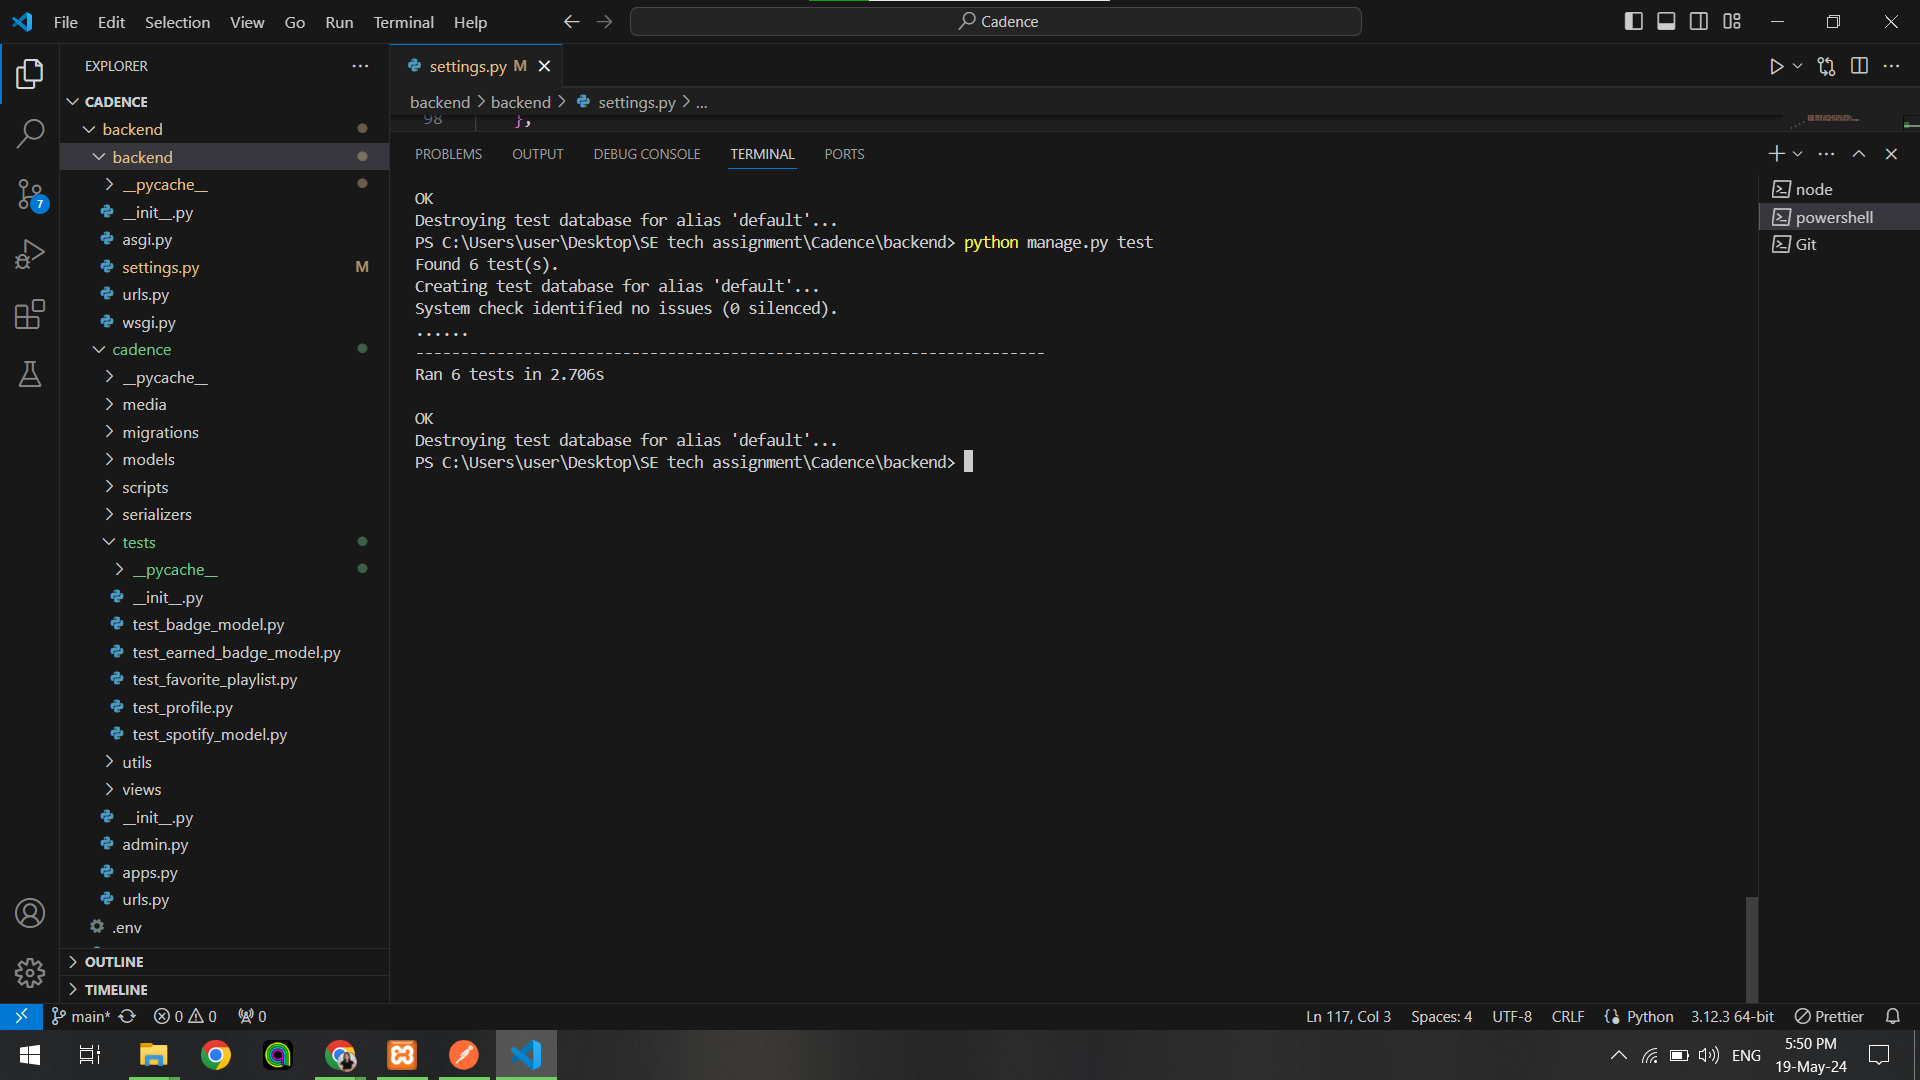 File Edit Selection View Go Run Terminal Help
Cadence
EXPLORER
CADENCE
backend
backend
__pycache__
__init__.py
asgi.py
settings.py M
urls.py
wsgi.py
cadence
__pycache__
media
migrations
models
scripts
serializers
tests
__pycache__
__init__.py
test_badge_model.py
test_earned_badge_model.py
test_favorite_playlist.py
test_profile.py
test_spotify_model.py
utils
views
__init__.py
admin.py
apps.py
urls.py
.env
OUTLINE
TIMELINE
7
settings.py M
backend > backend > settings.py > ...
98 },
PROBLEMS OUTPUT DEBUG CONSOLE TERMINAL PORTS
OK
Destroying test database for alias 'default'...
PS C:\Users\user\Desktop\SE tech assignment\Cadence\backend> python manage.py test
Found 6 test(s).
Creating test database for alias 'default'...
System check identified no issues (0 silenced).
......
----------------------------------------------------------------------
Ran 6 tests in 2.706s
OK
Destroying test database for alias 'default'...
PS C:\Users\user\Desktop\SE tech assignment\Cadence\backend>
node
powershell
Git
main* 0 0 0
Ln 117, Col 3 Spaces: 4 UTF-8 CRLF Python 3.12.3 64-bit Prettier
ENG
5:50 PM
19-May-24